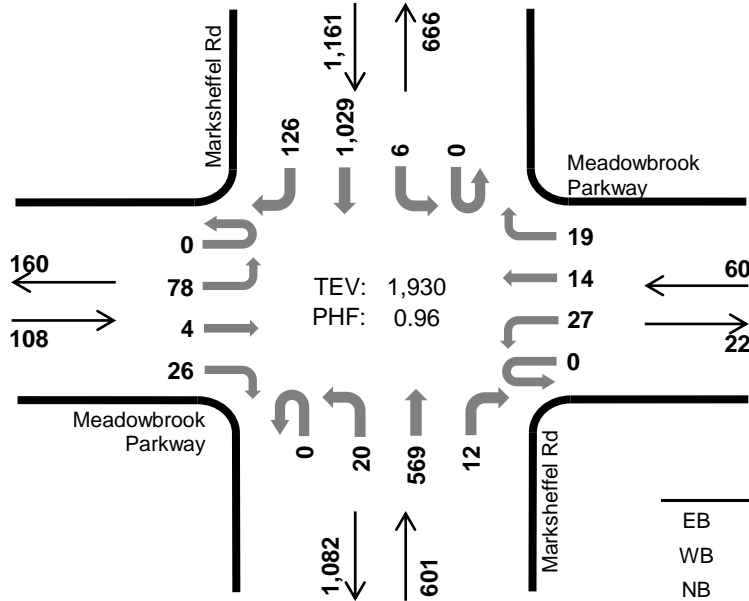 Marksheffel Rd
1,161
666
126
1,029
6
0
Meadowbrook
Parkway
0
19
160
78
TEV: 1,930
14
60
108
4
PHF: 0.96
27
22
26
0
Meadowbrook
Parkway
0
20
569
12
Marksheffel Rd
1,082
601
EB
WB
NB